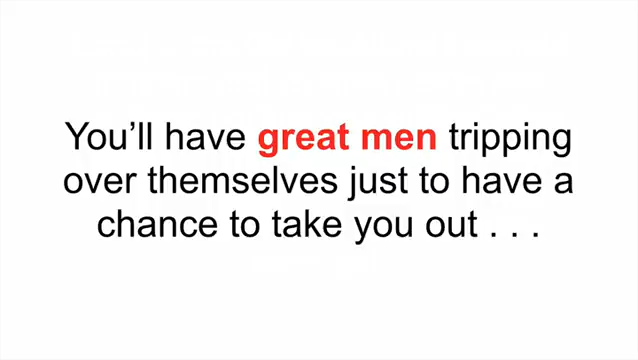 You’ll have great men tripping
over themselves just to have a
chance to take you out . . .